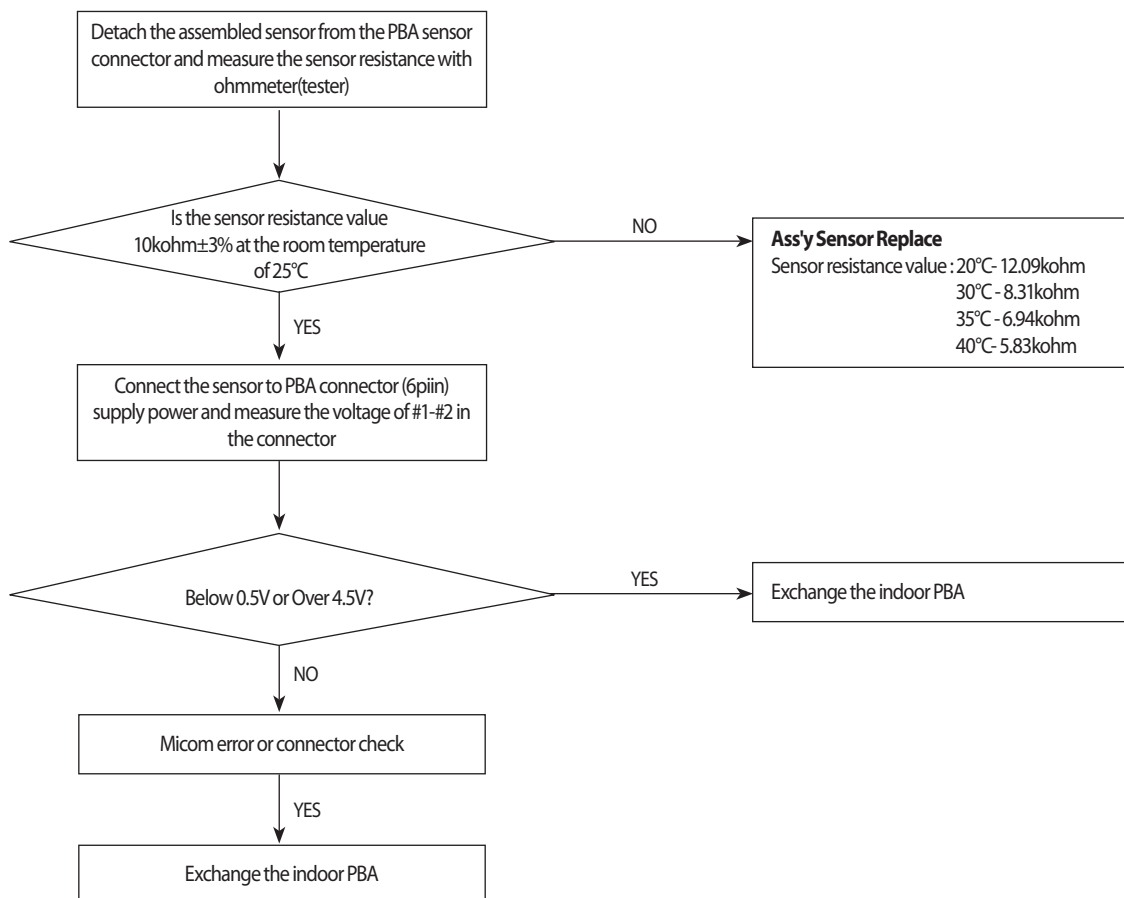 Detach the assembled sensor from the PBA sensor
connector and measure the sensor resistance with
ohmmeter(tester)
Is the sensor resistance value
10kohm±3% at the room temperature
of 25°C
NO
Ass'y Sensor Replace
Sensor resistance value : 20°C- 12.09kohm
30°C - 8.31kohm
35°C - 6.94kohm
40°C- 5.83kohm
YES
Connect the sensor to PBA connector (6piin)
supply power and measure the voltage of #1-#2 in
the connector
Below 0.5V or Over 4.5V?
YES
Exchange the indoor PBA
NO
Micom error or connector check
YES
Exchange the indoor PBA